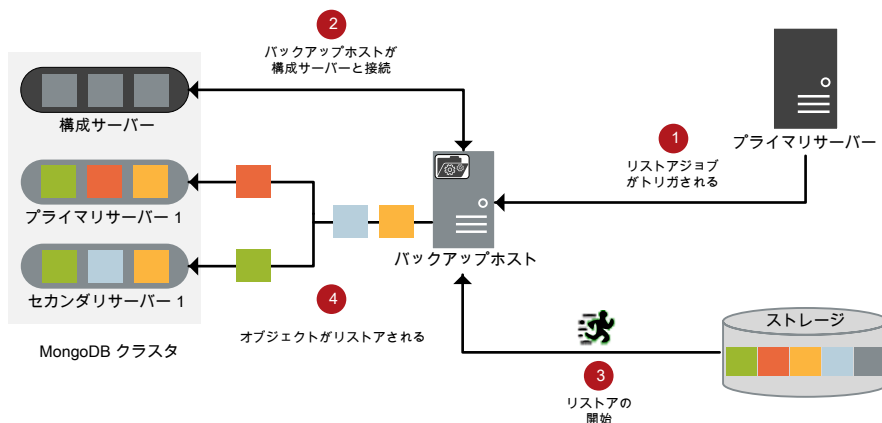 2
バックアップホストが
構成サーバーと接続
構成サーバー
プライマリサーバー
1
リストアジョブ
がトリガされる
プライマリサーバー 1
バックアップホスト
セカンダリサーバー 1
4
オブジェクトがリストアされる
ストレージ
MongoDB クラスタ
3
リストアの
開始